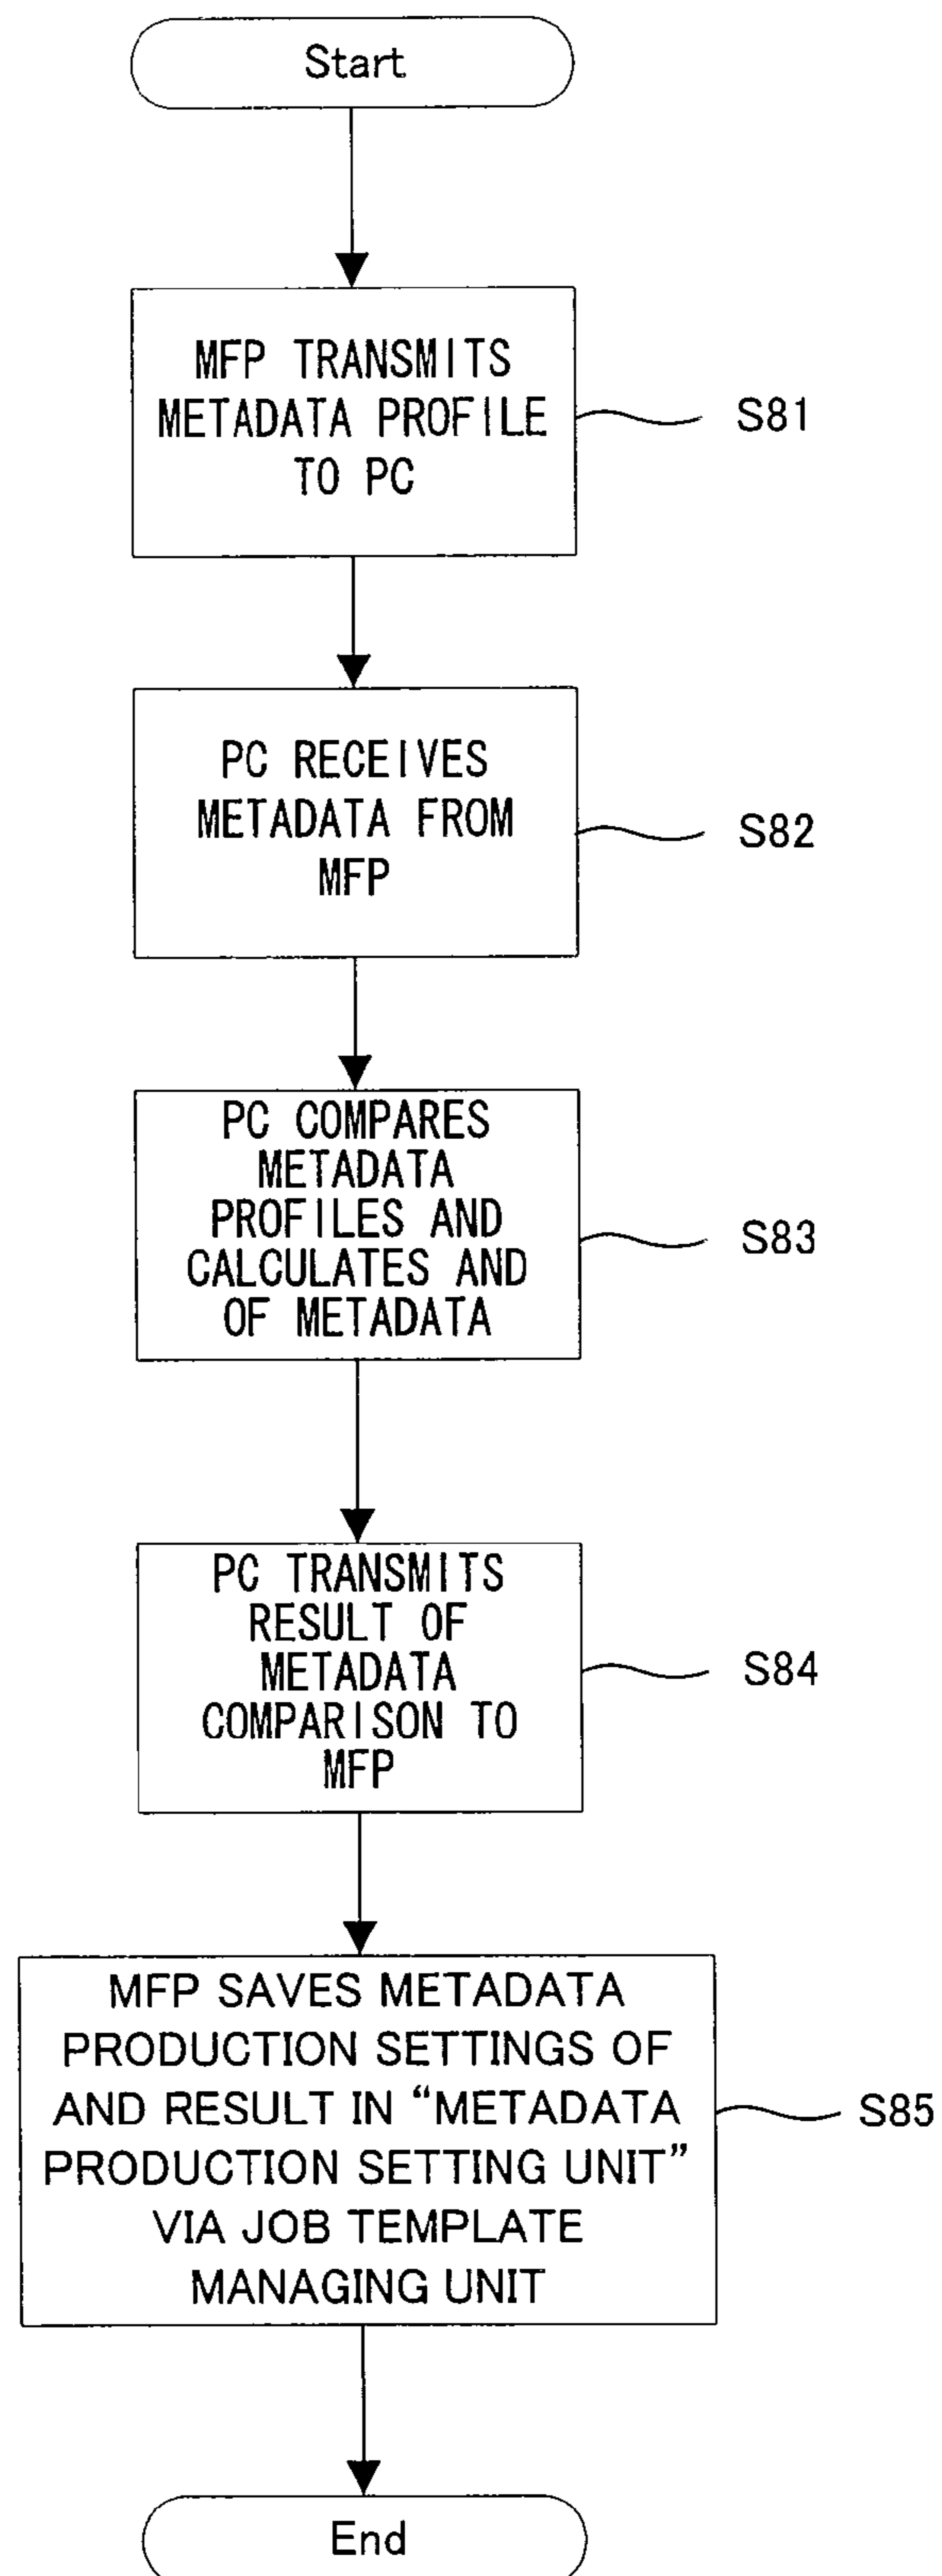 Start
MFP TRANSMITS
METADATA PROFILE
TO PC
S81
PC RECEIVES
METADATA FROM
MFP
S82
PC COMPARES
METADATA
PROFILES AND
CALCULATES AND
OF METADATA
S83
PC TRANSMITS
RESULT OF
METADATA
COMPARISON TO
MFP
S84
MFP SAVES METADATA
PRODUCTION SETTINGS OF
AND RESULT IN “METADATA
PRODUCTION SETTING UNIT”
VIA JOB TEMPLATE
MANAGING UNIT
S85
End